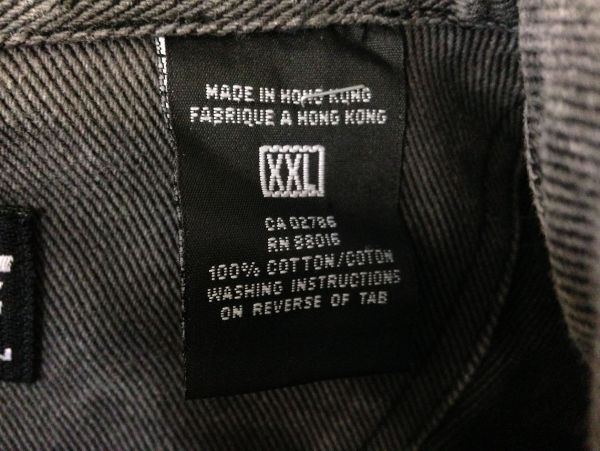 MADE IN HONG KONG
FABRIQUE A HONG KONG
XXL
CA 02786
RN 88016
100% COTTON/COTON
WASHING INSTRUCTIONS
ON REVERSE OF TAB